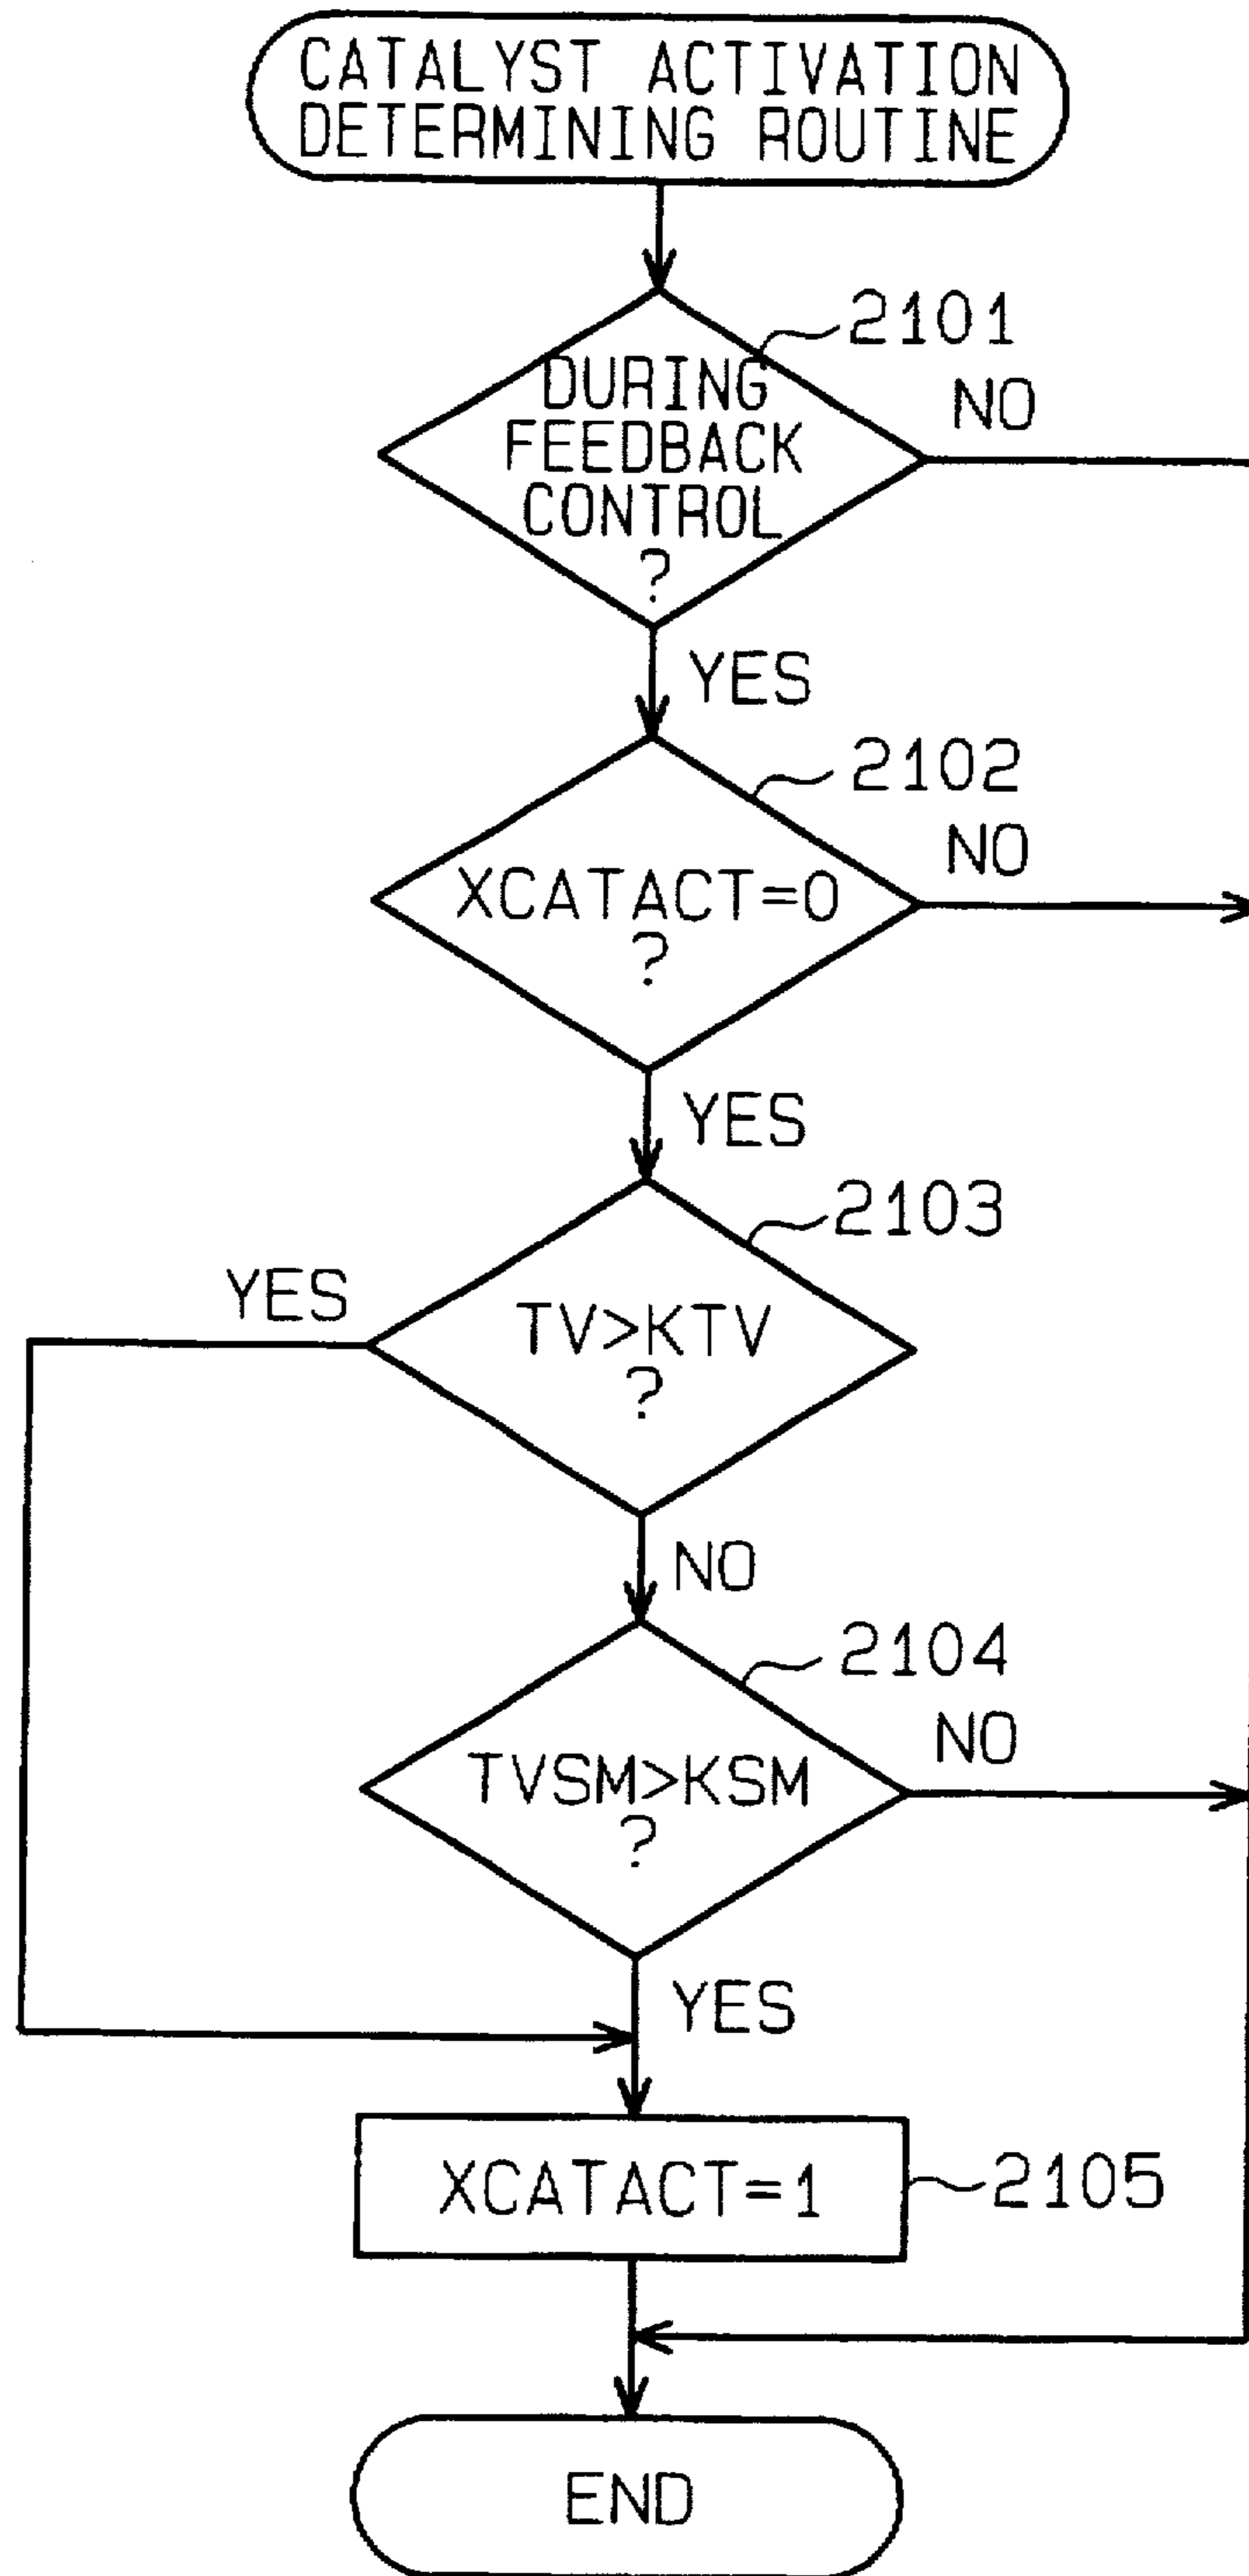 CATALYST ACTIVATION
DETERMINING ROUTINE
2101
DURING
FEEDBACK
CONTROL
?
NO
YES
2102
XCATACT=0
?
NO
YES
2103
YES
TV>KTV
?
NO
2104
TVSM>KSM
?
NO
YES
XCATACT=1
2105
END